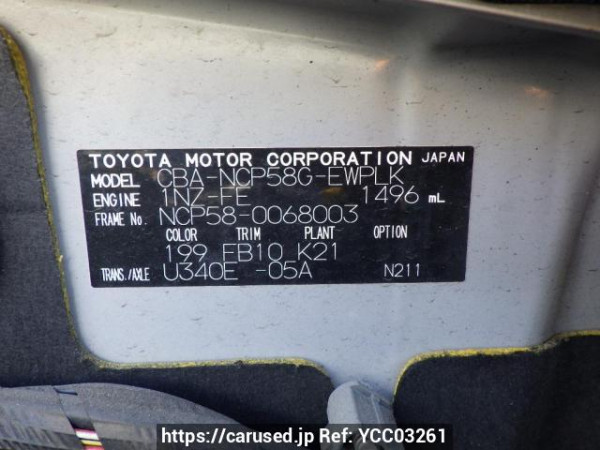 TOYOTA MOTOR CORPORATION JAPAN
MODEL CBA-NCP58G-EWPLK
ENGINE 1NZ-FE 1496 mL
FRAME No. NCP58-0068003
COLOR TRIM PLANT OPTION
199 EB10 K21
TRANS./AXLE U340E -05A N211
https://carused.jp Ref: YCC03261